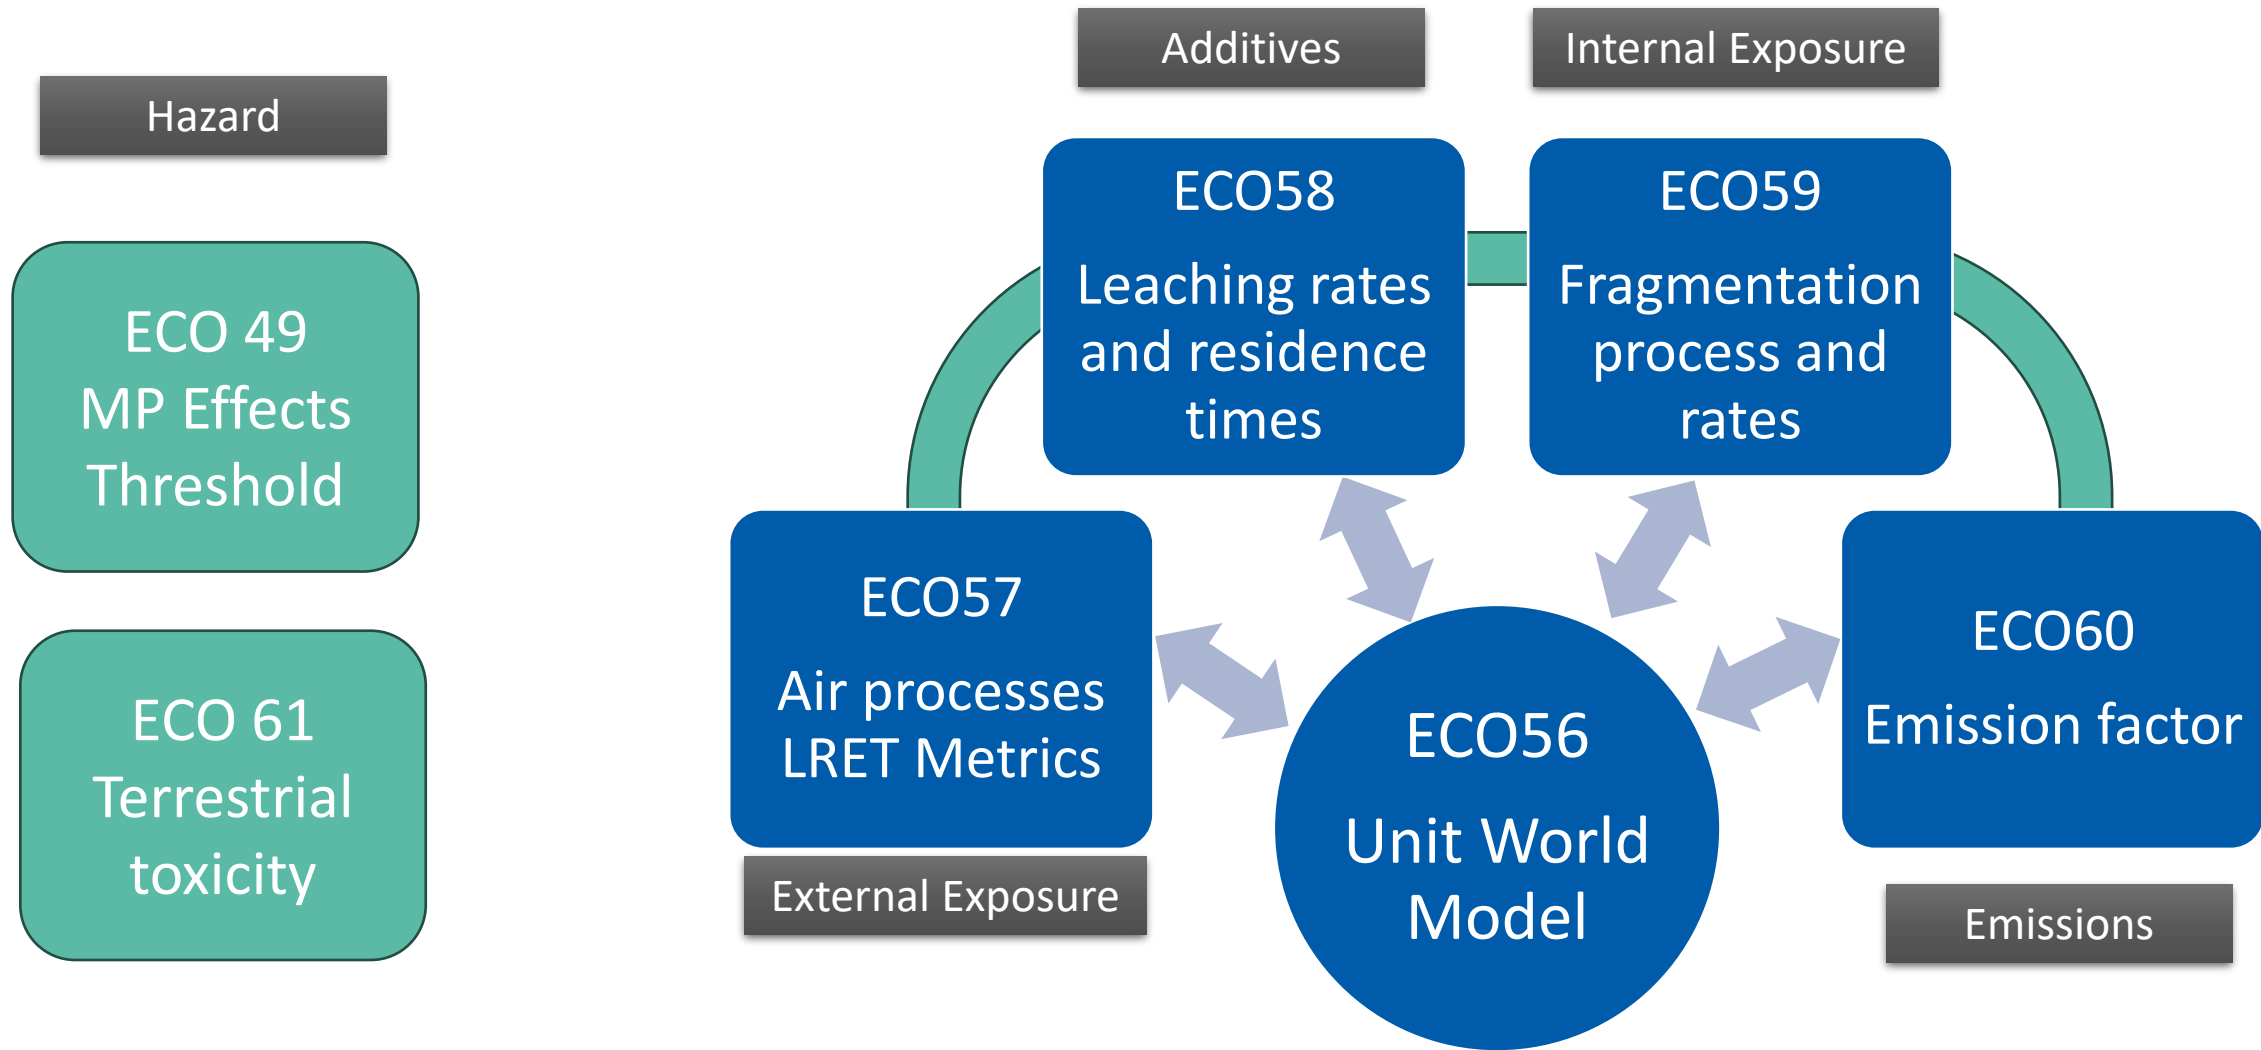 Hazard
ECO 49
MP Effects
Threshold
ECO 61
Terrestrial
toxicity
Additives
Internal Exposure
ECO58
Leaching rates
and residence
times
ECO59
Fragmentation
process and
rates
ECO57
Air processes
LRET Metrics
External Exposure
ECO56
Unit World
Model
ECO60
Emission factor
Emissions